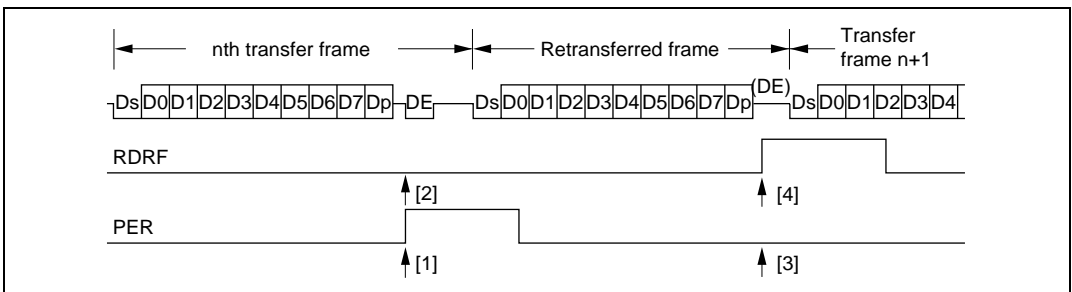 nth transfer frame
Retransferred frame
Transfer
frame n+1
Ds D0 D1 D2 D3 D4 D5 D6 D7 Dp DE Ds D0 D1 D2 D3 D4 D5 D6 D7 Dp (DE) Ds D0 D1 D2 D3 D4
RDRF
[2] [4]
PER
[1] [3]